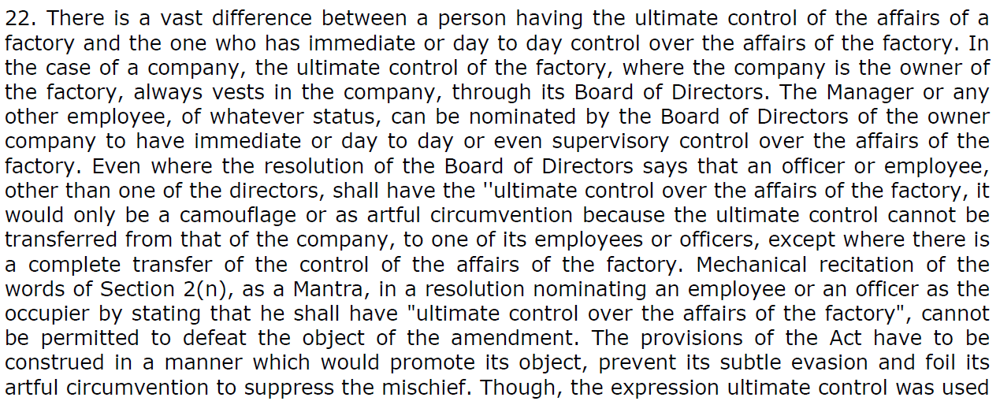 22. There is a vast difference between a person having the ultimate control of the affairs of a
factory and the one who has immediate or day to day control over the affairs of the factory. In
the case of a company, the ultimate control of the factory, where the company is the owner of
the factory, always vests in the company, through its Board of Directors. The Manager or any
other employee, of whatever status, can be nominated by the Board of Directors of the owner
company to have immediate or day to day or even supervisory control over the affairs of the
factory. Even where the resolution of the Board of Directors says that an officer or employee,
other than one of the directors, shall have the ''ultimate control over the affairs of the factory, it
would only be a camouflage or as artful circumvention because the ultimate control cannot be
transferred from that of the company, to one of its employees or officers, except where there is
a complete transfer of the control of the affairs of the factory. Mechanical recitation of the
words of Section 2(n), as a Mantra, in a resolution nominating an employee or an officer as the
occupier by stating that he shall have "ultimate control over the affairs of the factory", cannot
be permitted to defeat the object of the amendment. The provisions of the Act have to be
construed in a manner which would promote its object, prevent its subtle evasion and foil its
artful circumvention to suppress the mischief. Though, the expression ultimate control was used